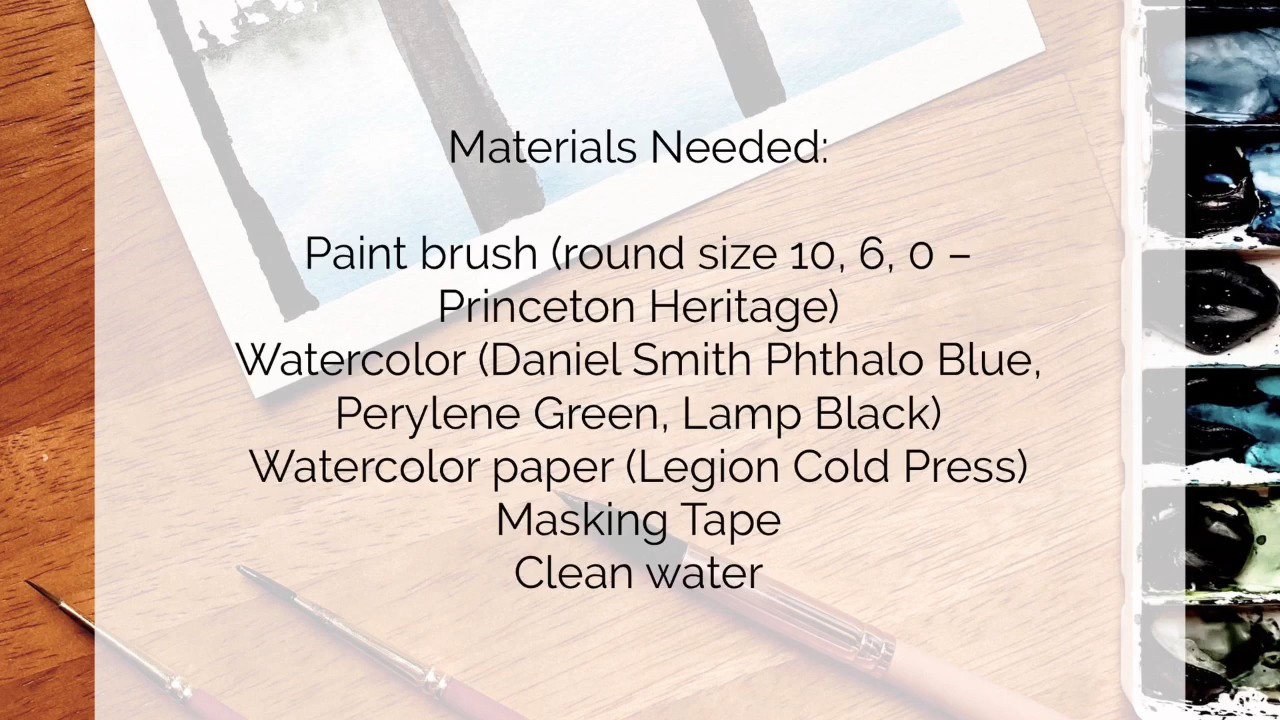 Materials Needed:
Paint brush (round size 10, 6, 0 –
Princeton Heritage)
Watercolor (Daniel Smith Phthalo Blue,
Perylene Green, Lamp Black)
Watercolor paper (Legion Cold Press)
Masking Tape
Clean water